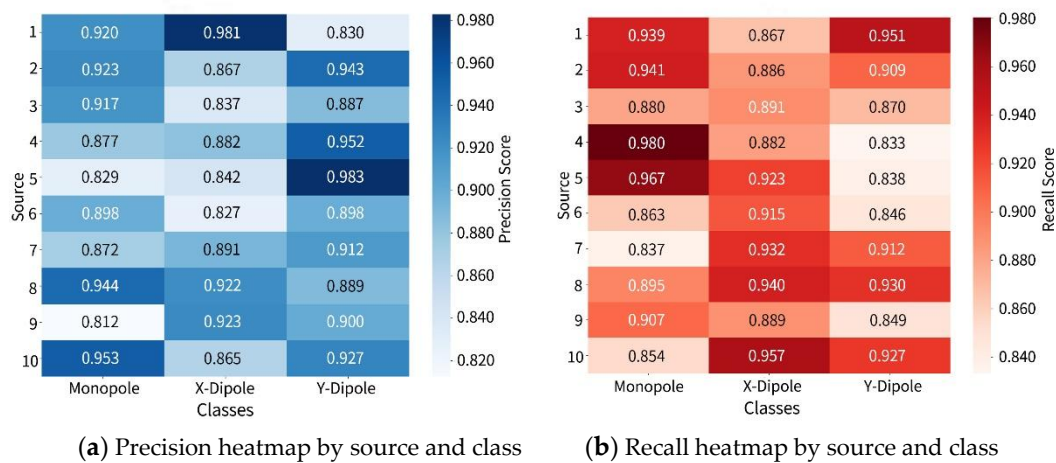 1 0.920 0.981 0.830
2 0.923 0.867 0.943
3 0.917 0.837 0.887
4 0.877 0.882 0.952
5 0.829 0.842 0.983
6 0.898 0.827 0.898
7 0.872 0.891 0.912
8 0.944 0.922 0.889
9 0.812 0.923 0.900
10 0.953 0.865 0.927
Source
Monopole X-Dipole Y-Dipole
Classes
0.980
0.960
0.940
0.920
0.900
0.880
0.860
0.840
0.820
Precision Score
1 0.939 0.867 0.951
2 0.941 0.886 0.909
3 0.880 0.891 0.870
4 0.980 0.882 0.833
5 0.967 0.923 0.838
6 0.863 0.915 0.846
7 0.837 0.932 0.912
8 0.895 0.940 0.930
9 0.907 0.889 0.849
10 0.854 0.957 0.927
Source
Monopole X-Dipole Y-Dipole
Classes
0.980
0.960
0.940
0.920
0.900
0.880
0.860
0.840
Recall Score
(a) Precision heatmap by source and class
(b) Recall heatmap by source and class